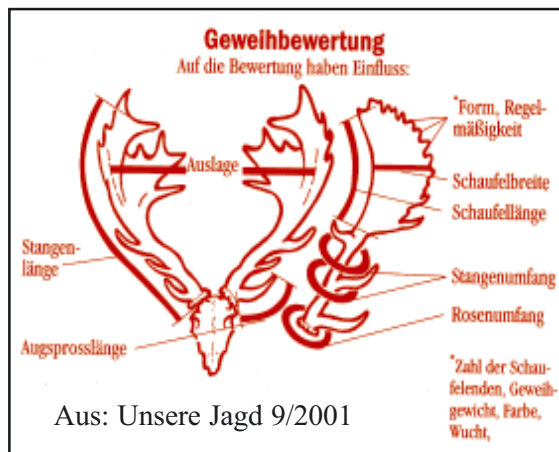 Geweihbewertung
Auf die Bewertung haben Einfluss:
*Form, Regel-
mäßigkeit
Auslage
Schaufelbreite
Schaufellänge
Stangen-
länge
Stangenumfang
Rosenumfang
Augsprosslänge
*Zahl der Schau-
felenden, Geweih-
gewicht, Farbe,
Wucht,
Aus: Unsere Jagd 9/2001